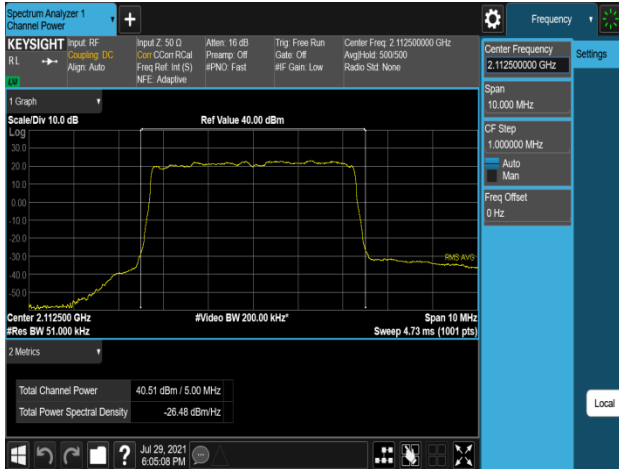 Spectrum Analyzer 1
Channel Power
+
Frequency
KEYSIGHT
RL
LU
Input: RF
Coupling: DC
Align: Auto
Input Z: 50 Ω
Corr CCorr RCal
Freq Ref: Int (S)
NFE: Adaptive
Atten: 16 dB
Preamp: Off
#PNO: Fast
Trig: Free Run
Gate: Off
#IF Gain: Low
Center Freq: 2.112500000 GHz
Avg|Hold: 500/500
Radio Std: None
Center Frequency
2.112500000 GHz
Settings
Span
10.000 MHz
CF Step
1.000000 MHz
Auto
Man
Freq Offset
0 Hz
1 Graph
Scale/Div 10.0 dB
Ref Value 40.00 dBm
Log
30.0
20.0
10.0
0.00
-10.0
-20.0
-30.0
-40.0
-50.0
RMS AVG
Center 2.112500 GHz
#Video BW 200.00 kHz*
Span 10 MHz
#Res BW 51.000 kHz
Sweep 4.73 ms (1001 pts)
2 Metrics
Total Channel Power
40.51 dBm / 5.00 MHz
Total Power Spectral Density
-26.48 dBm/Hz
Local
?
Jul 29, 2021
6:05:08 PM